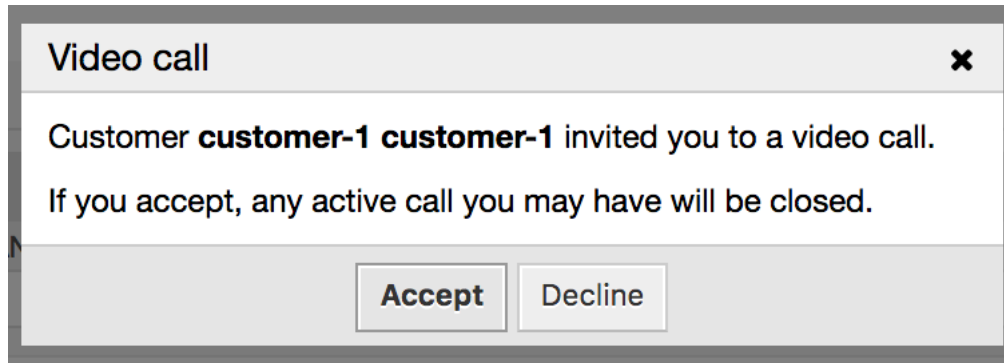 Video call
Customer customer-1 customer-1 invited you to a video call.
If you accept, any active call you may have will be closed.
Accept Decline